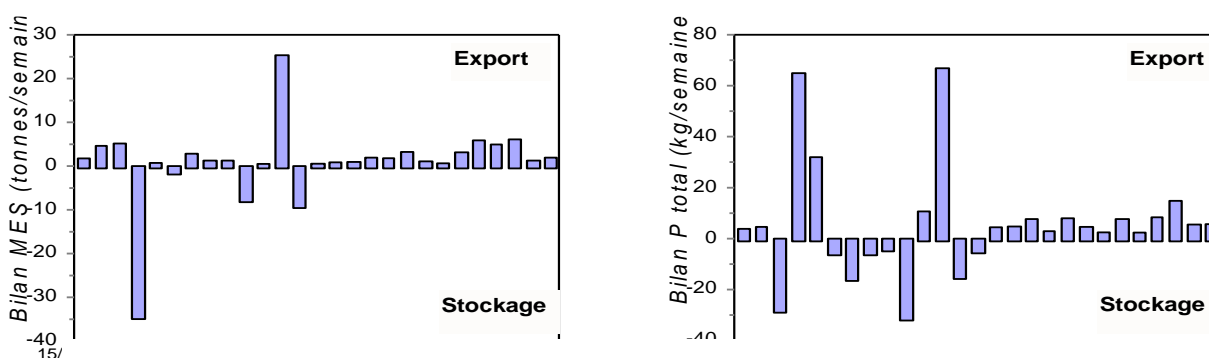 Bilan MES (tonnes/semain
30
20
10
0
-10
-20
-30
-40
15/
Export
Stockage
Bilan P total (kg/semaine
80
60
40
20
0
-20
-40
Export
Stockage